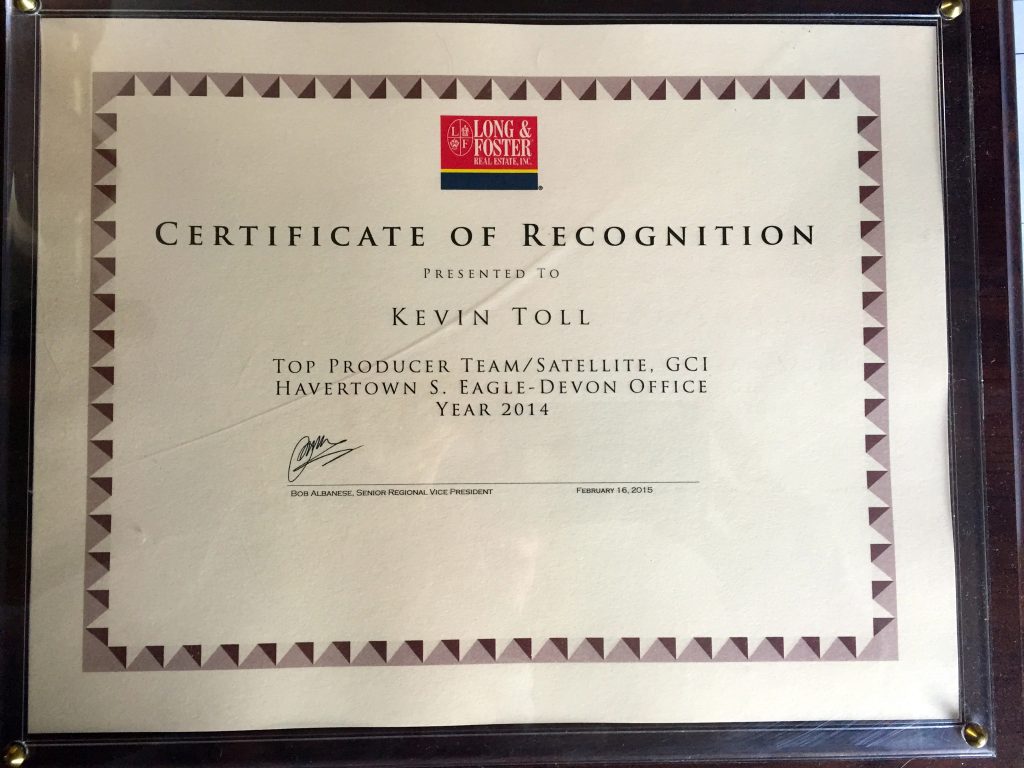 L F
LONG &
FOSTER
REAL ESTATE, INC.
CERTIFICATE OF RECOGNITION
PRESENTED TO
KEVIN TOLL
TOP PRODUCER TEAM/SATELLITE, GCI
HAVERTOWN S. EAGLE-DEVON OFFICE
YEAR 2014
BOB ALBANESE, SENIOR REGIONAL VICE PRESIDENT FEBRUARY 16, 2015